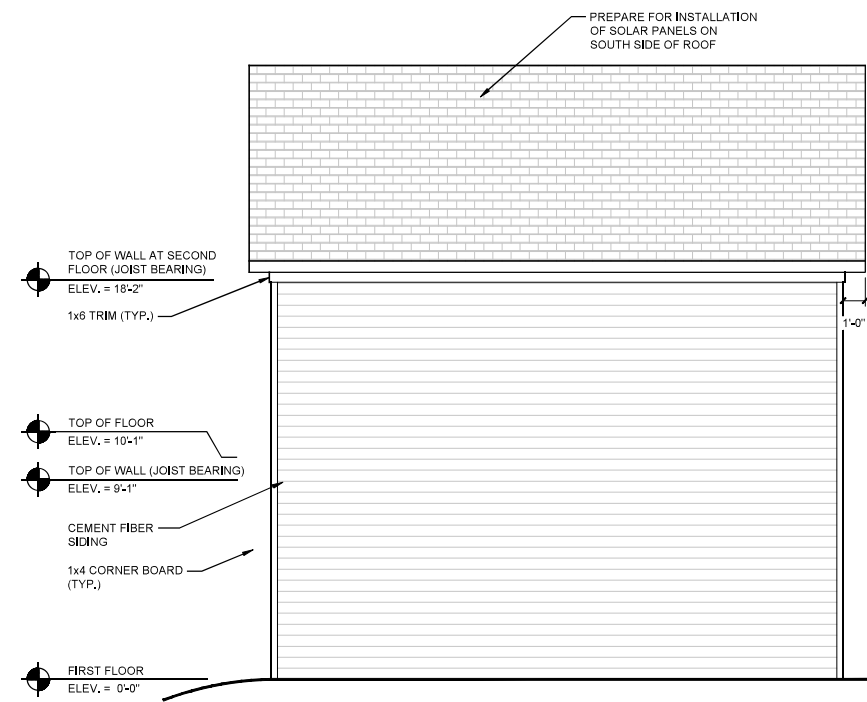 PREPARE FOR INSTALLATION
OF SOLAR PANELS ON
SOUTH SIDE OF ROOF
TOP OF WALL AT SECOND
FLOOR (JOIST BEARING)
ELEV. = 18'-2"
1x6 TRIM (TYP.)
1'-0"
TOP OF FLOOR
ELEV. = 10'-1"
TOP OF WALL (JOIST BEARING)
ELEV. = 9'-1"
CEMENT FIBER
SIDING
1x4 CORNER BOARD
(TYP.)
FIRST FLOOR
ELEV. = 0'-0"